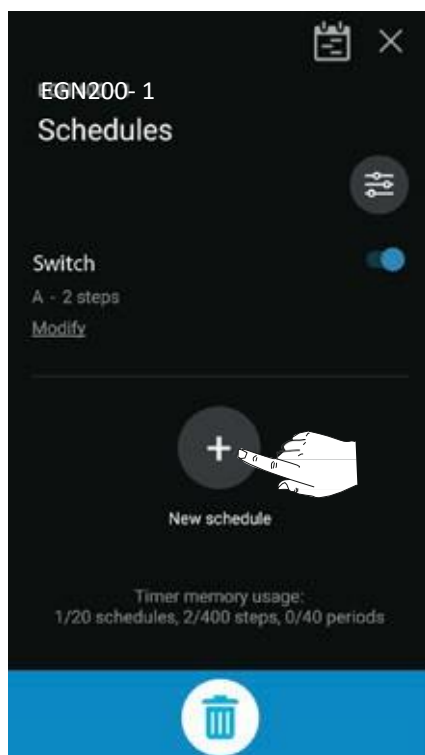 EGN200- 1
Schedules
Switch
A - 2 steps
Modify
New schedule
Timer memory usage:
1/20 schedules, 2/400 steps, 0/40 periods